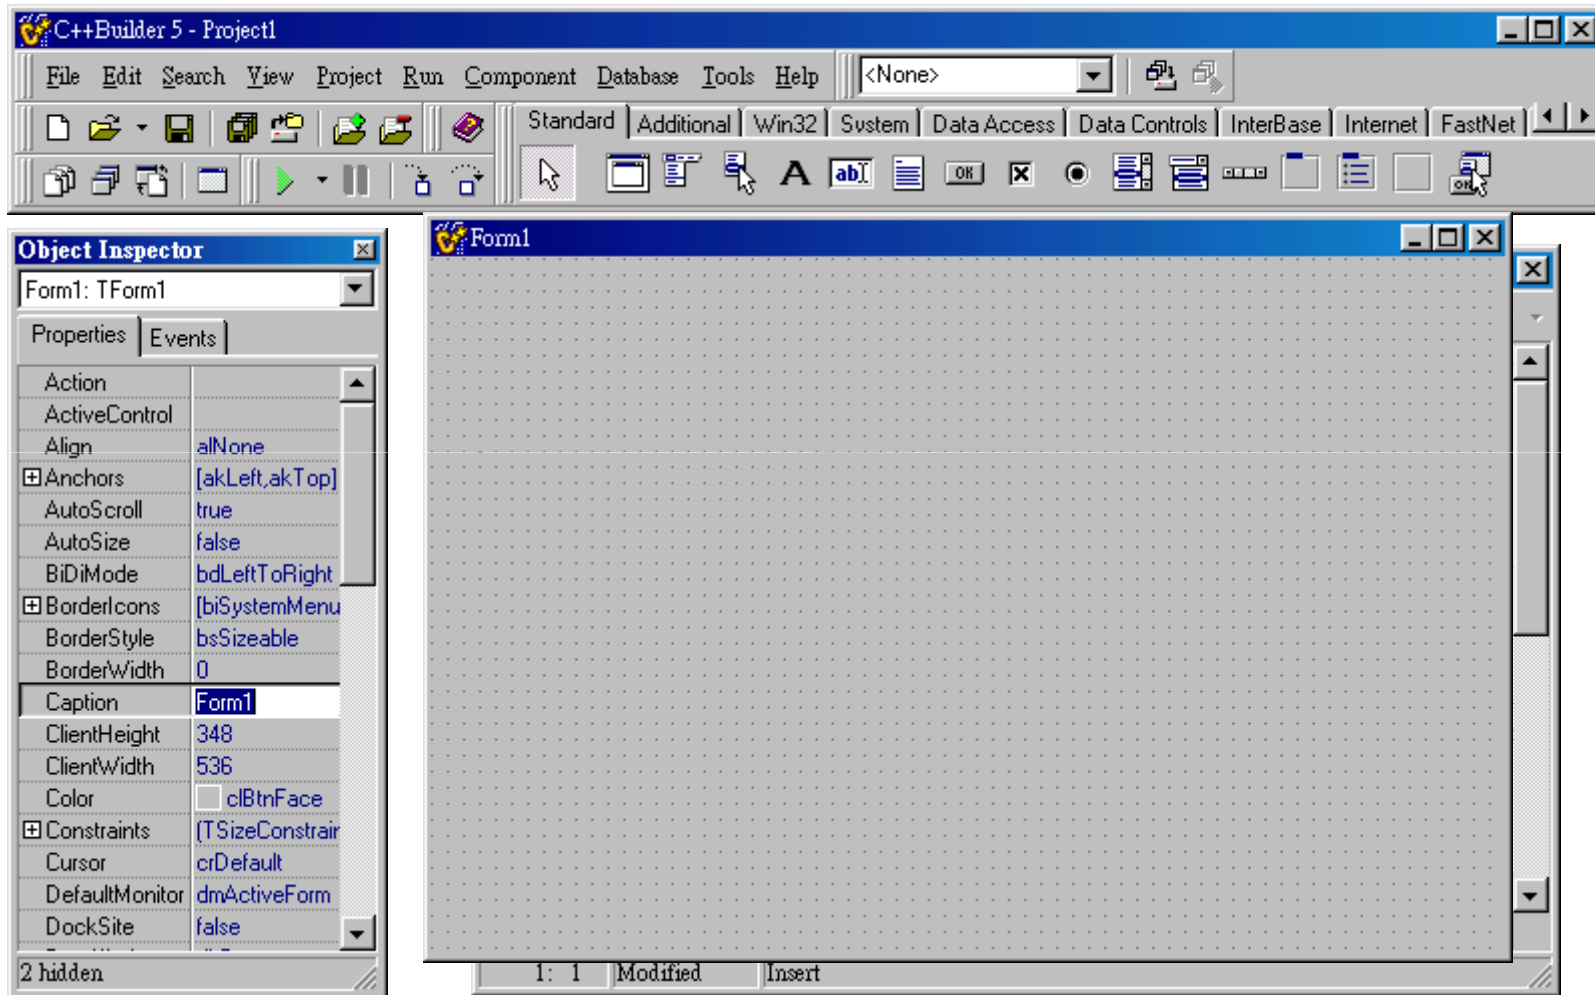 C++Builder 5 - Project1
File Edit Search View Project Run Component Database Tools Help <None>
Standard Additional Win32 System Data Access Data Controls InterBase Internet FastNet
A ab OK
OK
Object Inspector
Form1: TForm1
Properties Events
Action
ActiveControl
Align alNone
Anchors [akLeft,akTop]
AutoScroll true
AutoSize false
BiDiMode bdLeftToRight
BorderIcons [biSystemMenu
BorderStyle bsSizeable
BorderWidth 0
Caption Form1
ClientHeight 348
ClientWidth 536
Color clBtnFace
Constraints (TSizeConstrair
Cursor crDefault
DefaultMonitor dmActiveForm
DockSite false
2 hidden
Form1
1: 1 Modified Insert